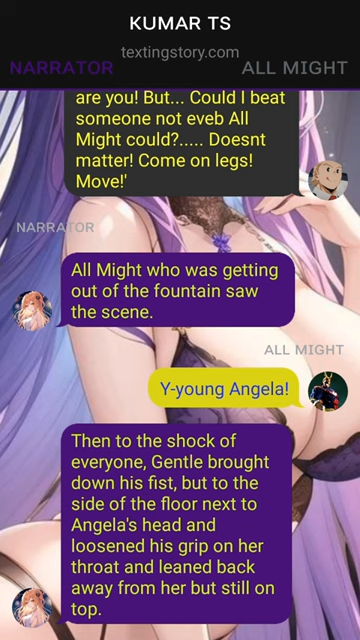 KUMAR TS
textingstory.com
NARRATOR
ALL MIGHT
are you! But... Could I beat
someone not eveb All
Might could?..... Doesnt
matter! Come on legs!
Move!'
NARRATOR
All Might who was getting
out of the fountain saw
the scene.
ALL MIGHT
Y-young Angela!
Then to the shock of
everyone, Gentle brought
down his fist, but to the
side of the floor next to
Angela's head and
loosened his grip on her
throat and leaned back
away from her but still on
top.